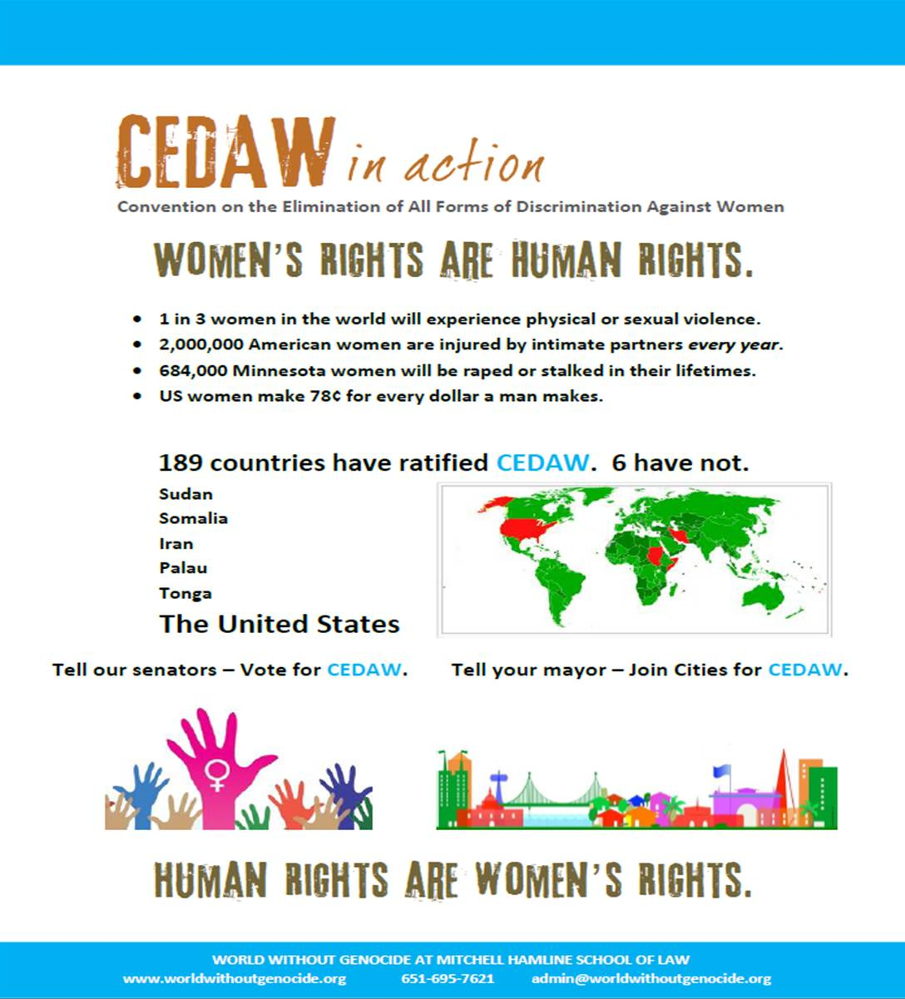 CEDAW in action
Convention on the Elimination of All Forms of Discrimination Against Women
WOMEN'S RIGHTS ARE HUMAN RIGHTS.
• 1 in 3 women in the world will experience physical or sexual violence.
• 2,000,000 American women are injured by intimate partners every year.
• 684,000 Minnesota women will be raped or stalked in their lifetimes.
• US women make 78¢ for every dollar a man makes.
189 countries have ratified CEDAW. 6 have not.
Sudan
Somalia
Iran
Palau
Tonga
The United States
Tell our senators – Vote for CEDAW.
Tell your mayor – Join Cities for CEDAW.
HUMAN RIGHTS ARE WOMEN'S RIGHTS.
WORLD WITHOUT GENOCIDE AT MITCHELL HAMLINE SCHOOL OF LAW
www.worldwithoutgenocide.org 651-695-7621 admin@worldwithoutgenocide.org